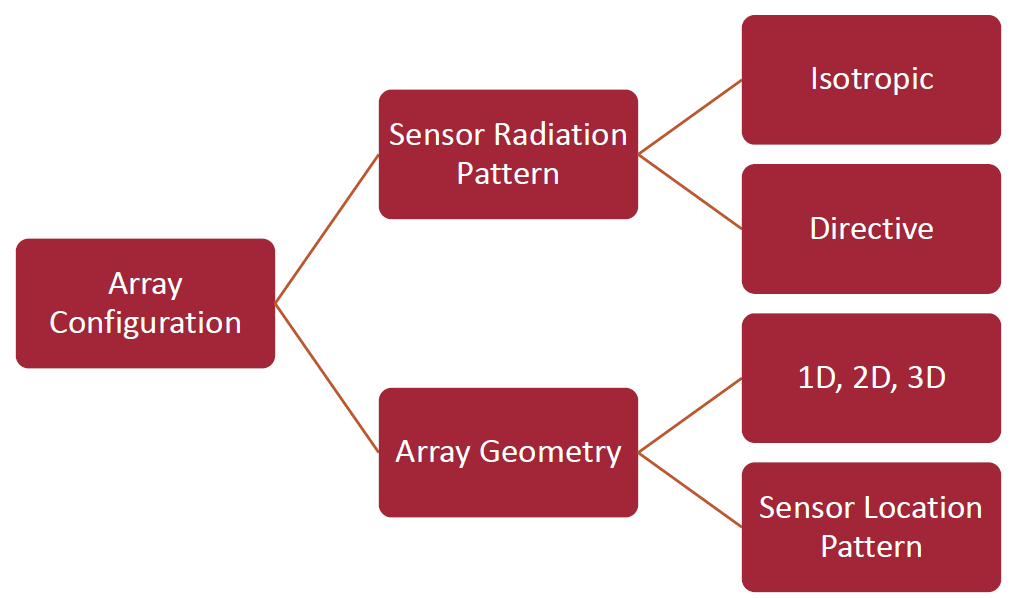 Array
Configuration
Sensor Radiation
Pattern
Array Geometry
Isotropic
Directive
1D, 2D, 3D
Sensor Location
Pattern